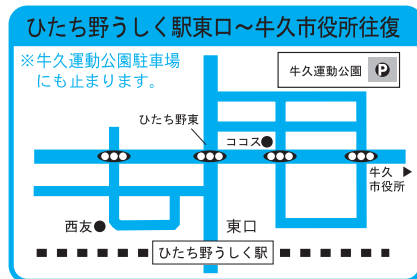 ひたち野うしく駅東口〜牛久市役所往復
※牛久運動公園駐車場
にも止まります。
牛久運動公園 P
ひたち野東
ココス
牛久
市役所
西友
東口
ひたち野うしく駅